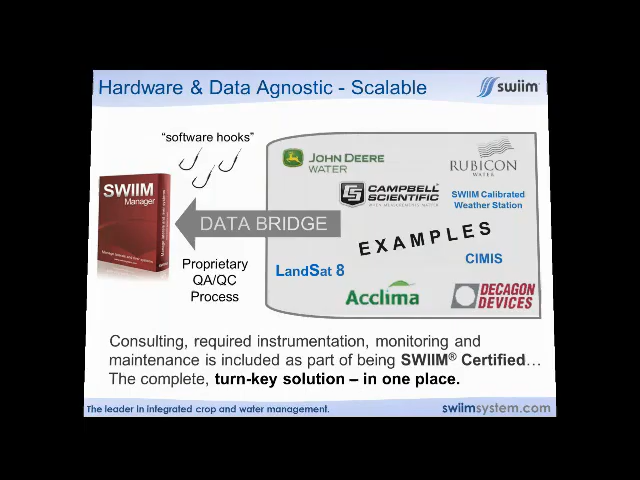 Hardware & Data Agnostic - Scalable
swiim
"software hooks"
JOHN DEERE
WATER
RUBICON
WATER
SWIIM
Manager
CAMPBELL
SCIENTIFIC
SWIIM Calibrated
Weather Station
DATA BRIDGE
EXAMPLES
Proprietary
QA/QC
Process
LandSat 8
CIMIS
Acclima
DECAGON
DEVICES
Consulting, required instrumentation, monitoring and
maintenance is included as part of being SWIIM® Certified…
The complete, turn-key solution – in one place.
The leader in integrated crop and water management.
swiimsystem.com